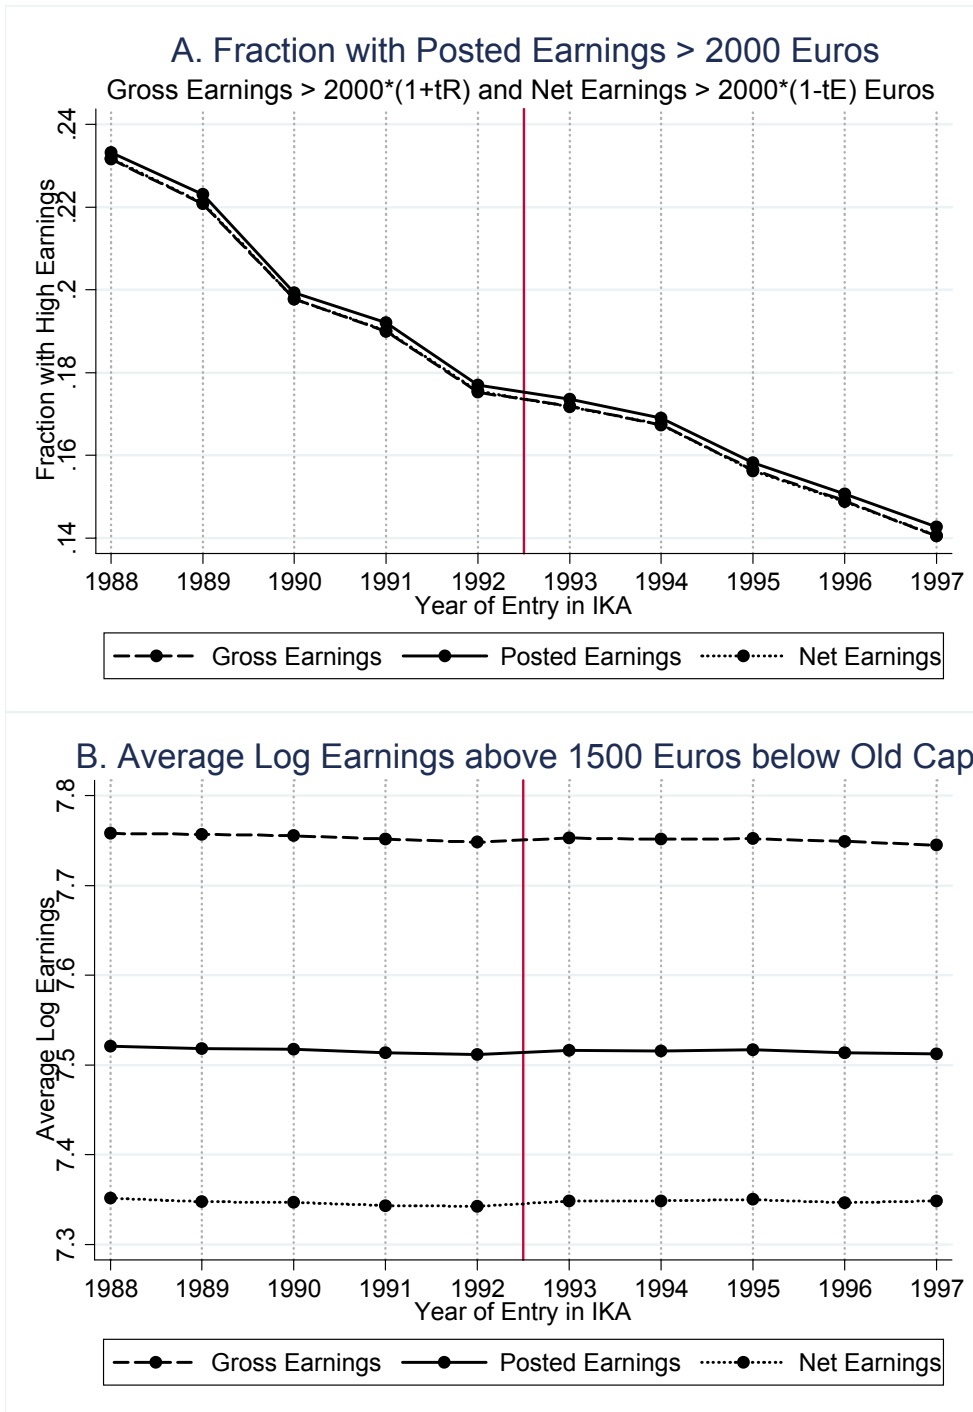 A. Fraction with Posted Earnings > 2000 Euros
Gross Earnings > 2000*(1+tR) and Net Earnings > 2000*(1-tE) Euros
Fraction with High Earnings
.24
.22
.2
.18
.16
.14
1988 1989 1990 1991 1992 1993 1994 1995 1996 1997
Year of Entry in IKA
Gross Earnings Posted Earnings Net Earnings
B. Average Log Earnings above 1500 Euros below Old Cap
Average Log Earnings
7.8
7.7
7.6
7.5
7.4
7.3
1988 1989 1990 1991 1992 1993 1994 1995 1996 1997
Year of Entry in IKA
Gross Earnings Posted Earnings Net Earnings